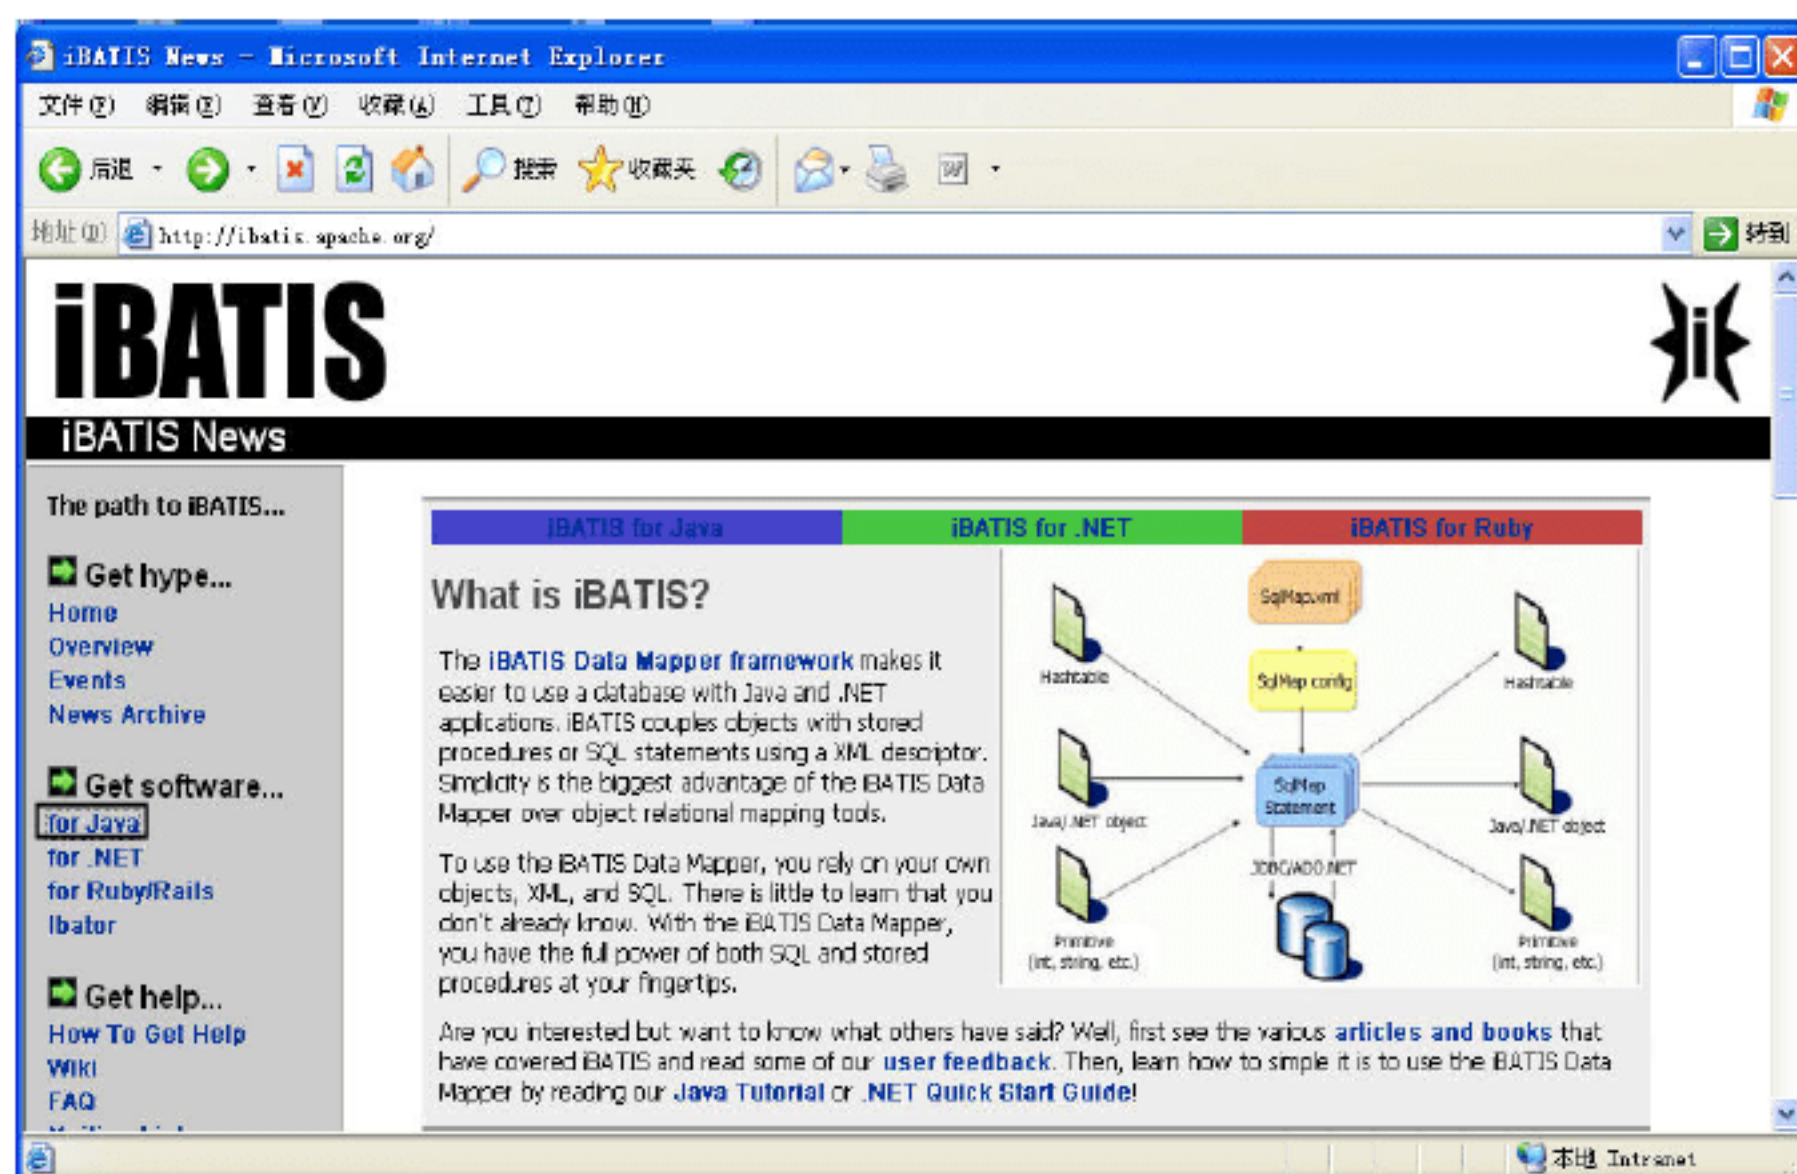 iBATIS News - Microsoft Internet Explorer
文件(F) 编辑(E) 查看(V) 收藏(A) 工具(T) 帮助(H)
后退 搜索 收藏夹
地址(D) http://ibatis.apache.org/ 转到
iBATIS
iBATIS News
The path to iBATIS...
Get hype...
Home
Overview
Events
News Archive
Get software...
for Java
for .NET
for Ruby/Rails
Ibator
Get help...
How To Get Help
Wiki
FAQ
iBATIS for Java iBATIS for .NET iBATIS for Ruby
What is iBATIS?
The iBATIS Data Mapper framework makes it
easier to use a database with Java and .NET
applications. iBATIS couples objects with stored
procedures or SQL statements using a XML descriptor.
Simplicity is the biggest advantage of the iBATIS Data
Mapper over object relational mapping tools.
To use the iBATIS Data Mapper, you rely on your own
objects, XML, and SQL. There is little to learn that you
don't already know. With the iBATIS Data Mapper,
you have the full power of both SQL and stored
procedures at your fingertips.
SqlMap.xml
Hashtable SqlMap config Hashtable
SqlMap
Statement
Java/.NET object Java/.NET object
JDBC/ADO.NET
Primitive Primitive
(int, string, etc.) (int, string, etc.)
Are you interested but want to know what others have said? Well, first see the various articles and books that
have covered iBATIS and read some of our user feedback. Then, learn how to simple it is to use the iBATIS Data
Mapper by reading our Java Tutorial or .NET Quick Start Guide!
本地 Intranet